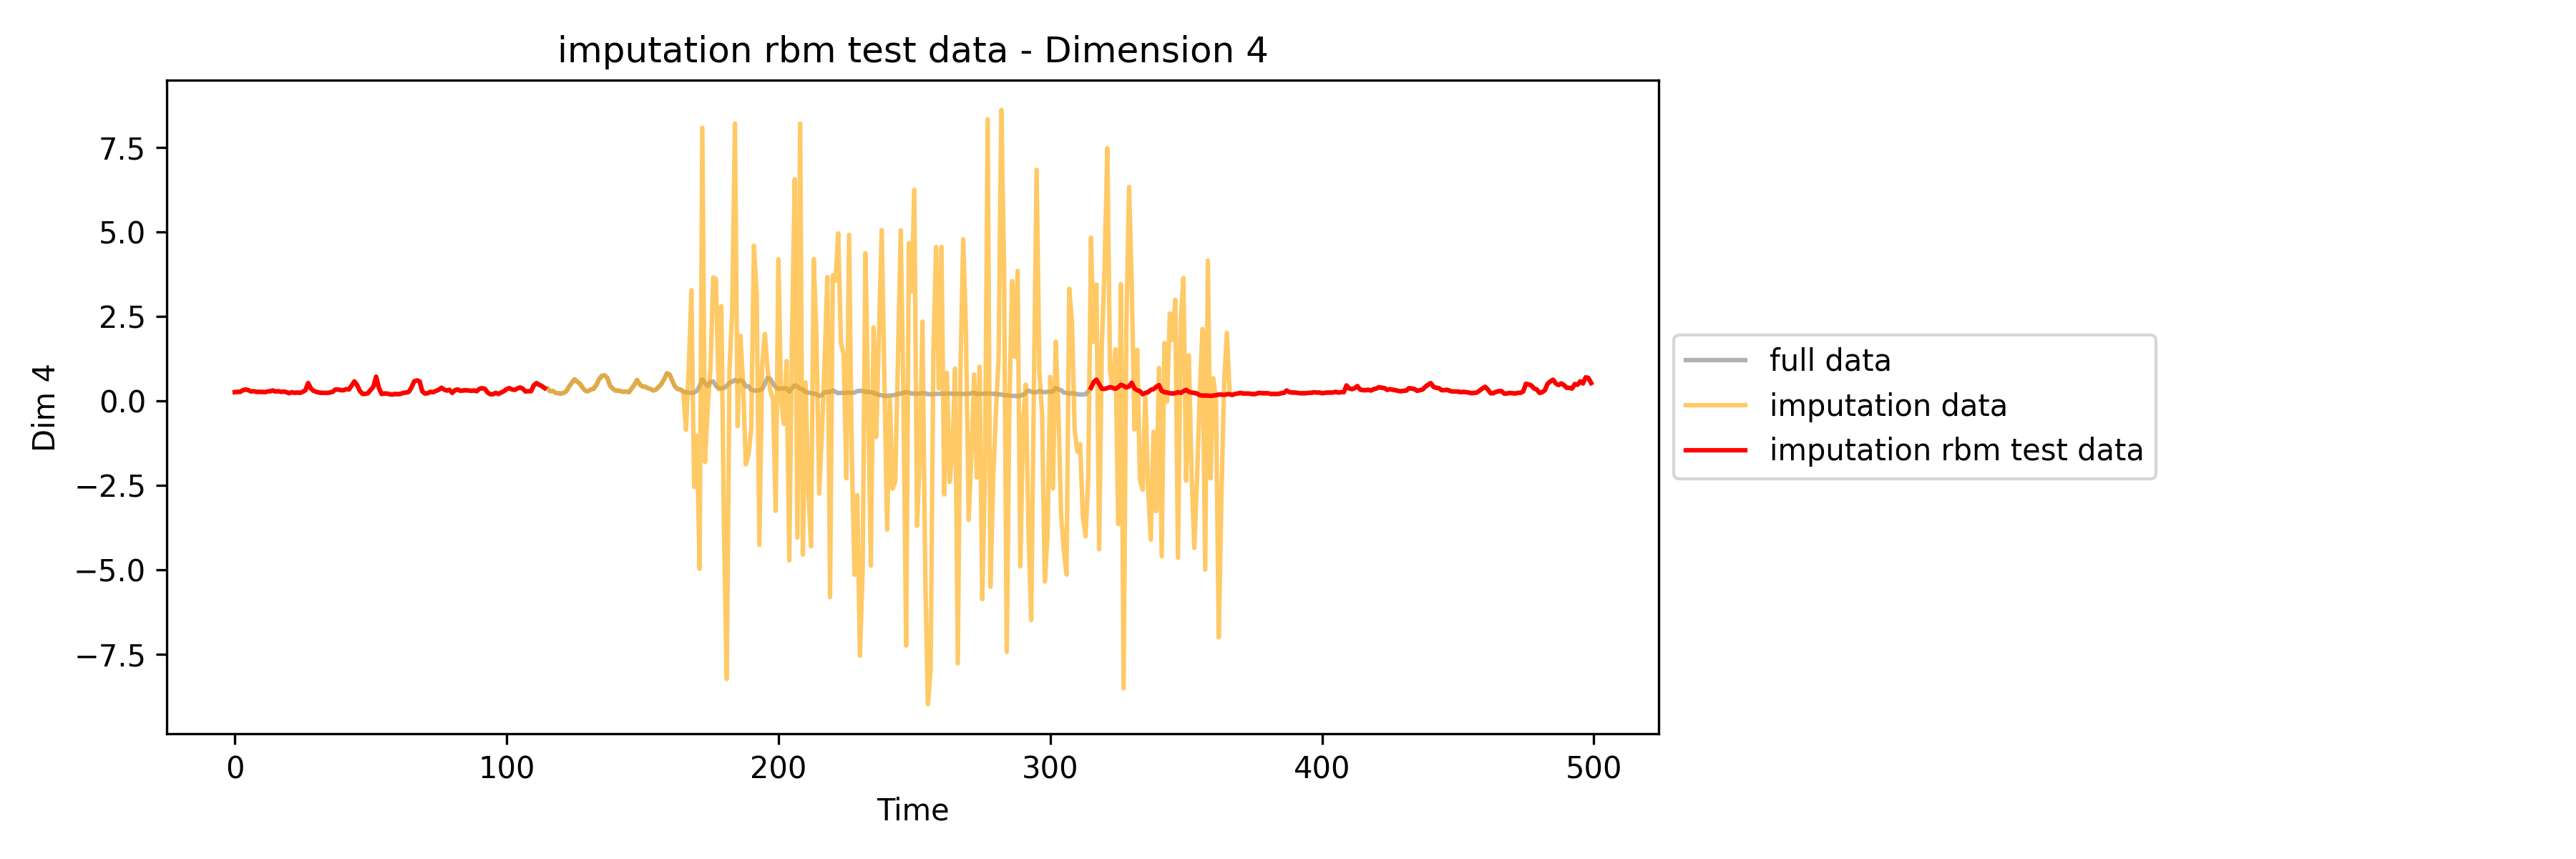 imputation rbm test data - Dimension 4
7.5
5.0
2.5
0.0
−2.5
−5.0
−7.5
Dim 4
0 100 200 300 400 500
Time
full data
imputation data
imputation rbm test data